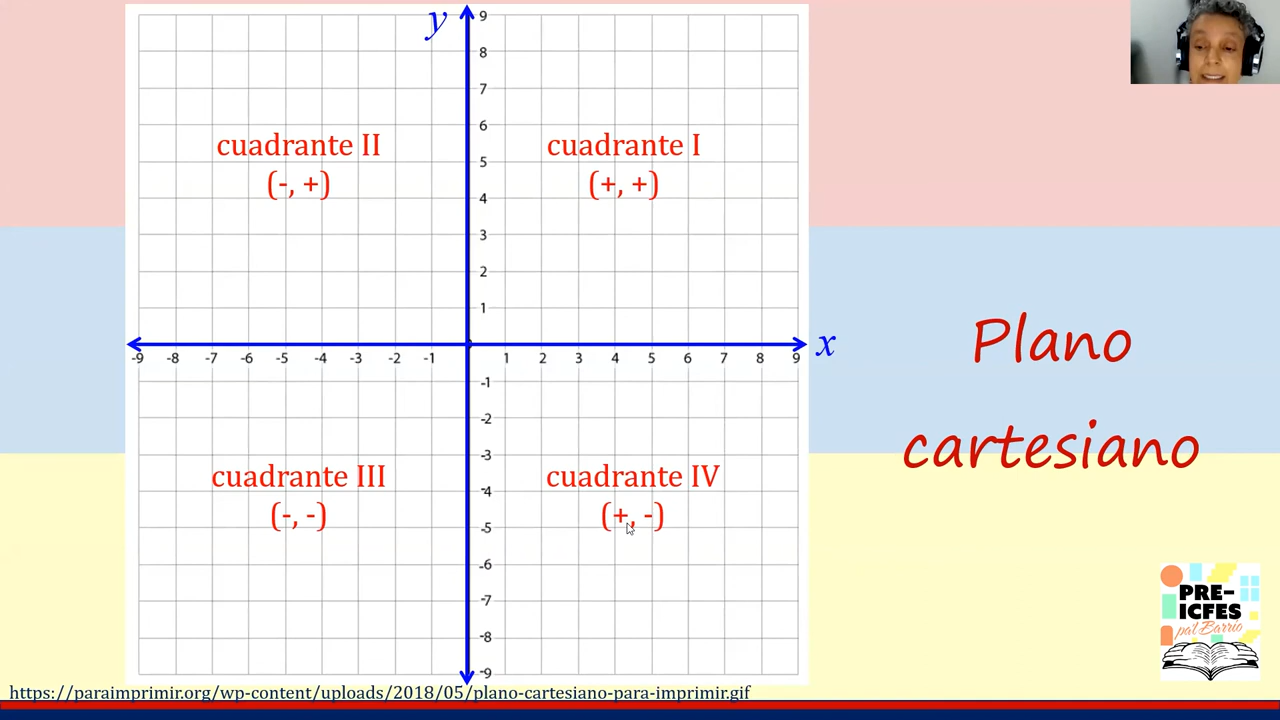 y
9
8
7
6
cuadrante II
cuadrante I
5
(-, +)
(+, +)
4
3
2
1
x
-9 -8 -7 -6 -5 -4 -3 -2 -1 1 2 3 4 5 6 7 8 9
-1
-2
-3
cuadrante III
cuadrante IV
-4
(-, -)
(+, -)
-5
-6
-7
-8
-9
Plano
cartesiano
PRE-
ICFES
pal Barrio
https://paraimprimir.org/wp-content/uploads/2018/05/plano-cartesiano-para-imprimir.gif